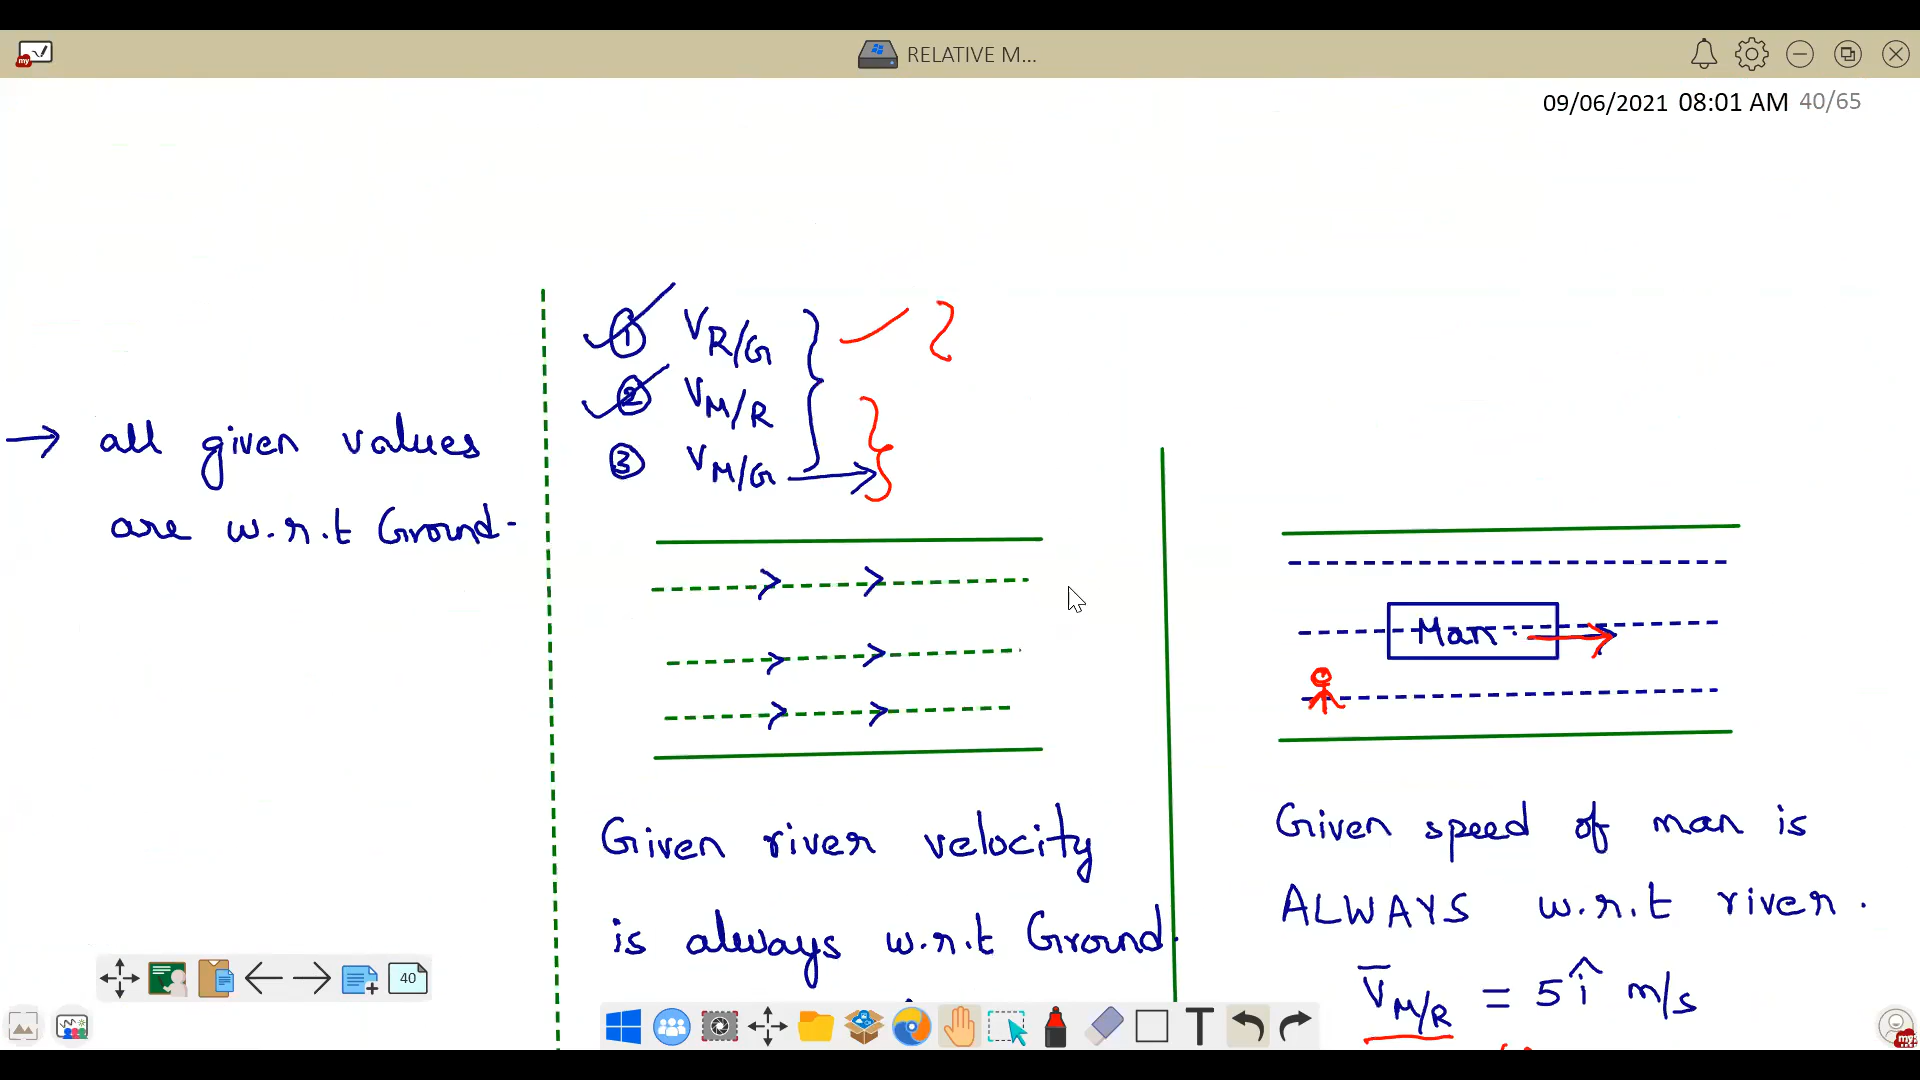 RELATIVE M...
09/06/2021 08:01 AM 40/65
→ all given values
are w.r.t Ground.
① V R/G
② V M/R
③ V M/G
Given river velocity
is always w.r.t Ground.
Man
Given speed of man is
ALWAYS w.r.t river.
V̅ M/R = 5 î m/s
40
T